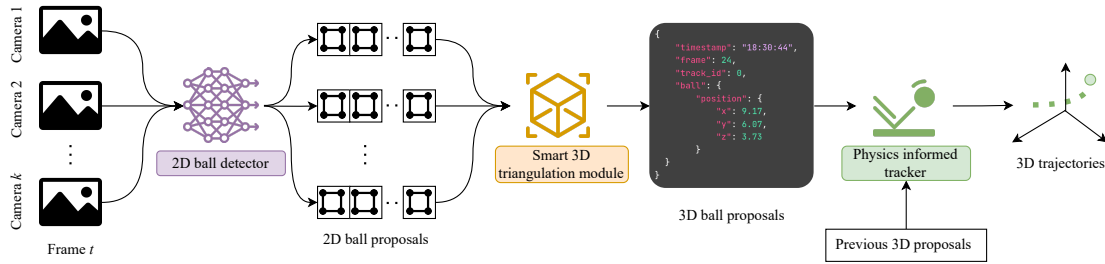 Camera 1
Camera 2
Camera k
Frame t
2D ball detector
2D ball proposals
Smart 3D
triangulation module
{
"timestamp": "18:30:44",
"frame": 24,
"track_id": 0,
"ball": {
"position": {
"x": 9.17,
"y": 6.07,
"z": 3.73
}
}
}
3D ball proposals
Physics informed
tracker
Previous 3D proposals
3D trajectories